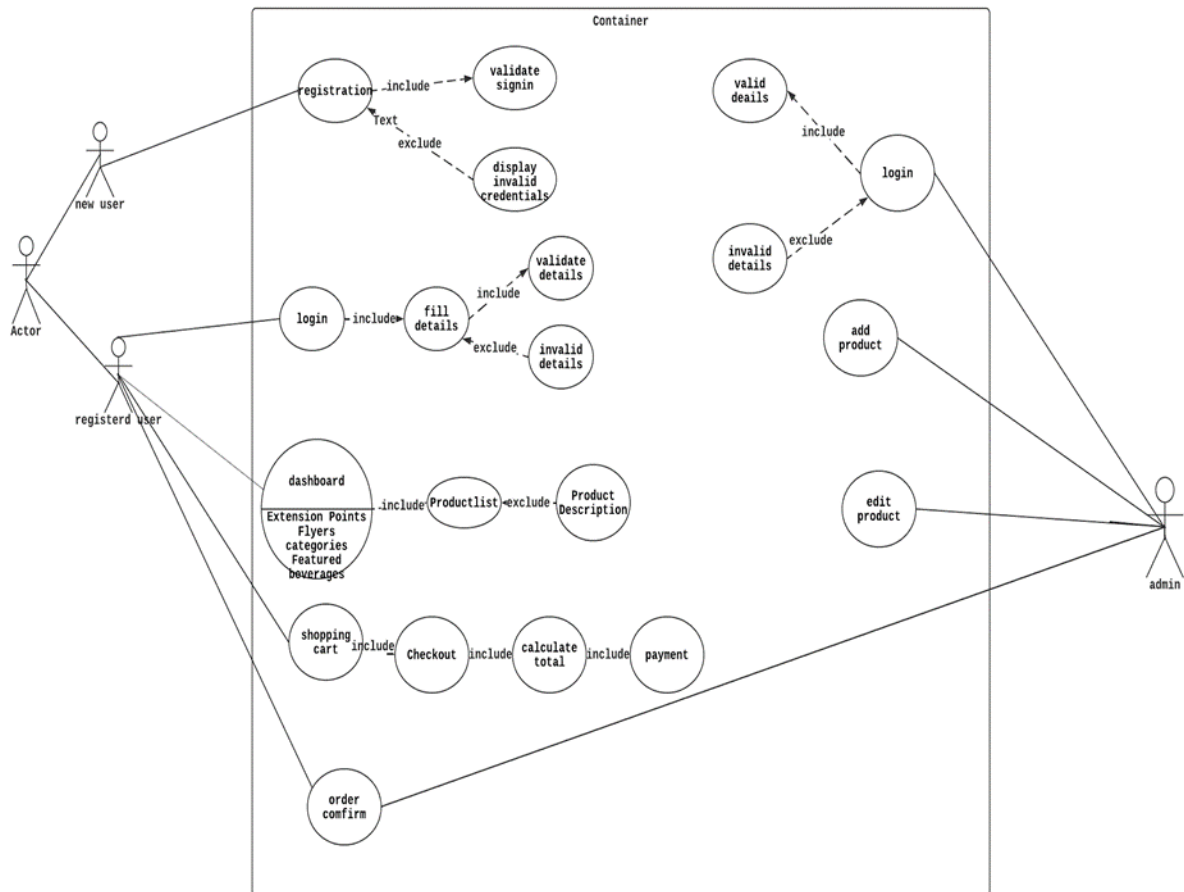 Container
registration
include
validate
signin
Text
exclude
display
invalid
credentials
valid
deails
include
login
exclude
invalid
details
new user
Actor
registerd user
login
include
fill
details
include
validate
details
exclude
invalid
details
add
product
dashboard
Extension Points
Flyers
categories
Featured
boverages
include
Productlist
exclude
Product
Description
edit
product
admin
shopping
cart
include
Checkout
include
calculate
total
include
payment
order
comfirm